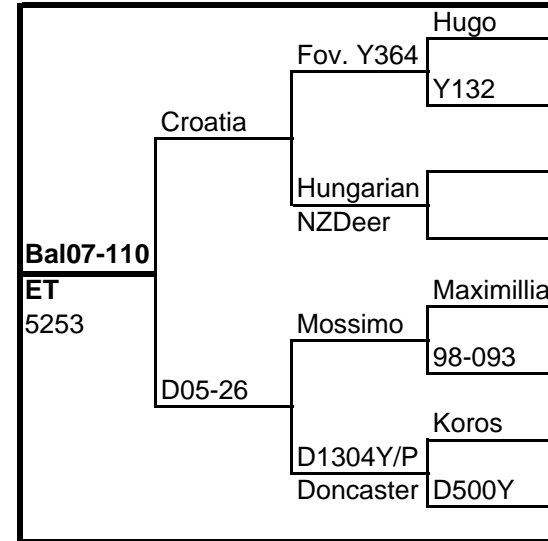 Hugo
Fov. Y364
Y132
Croatia
Hungarian
NZDeer
Bal07-110
ET
5253
Maximillia
Mossimo
98-093
D05-26
Koros
D1304Y/P
Doncaster
D500Y